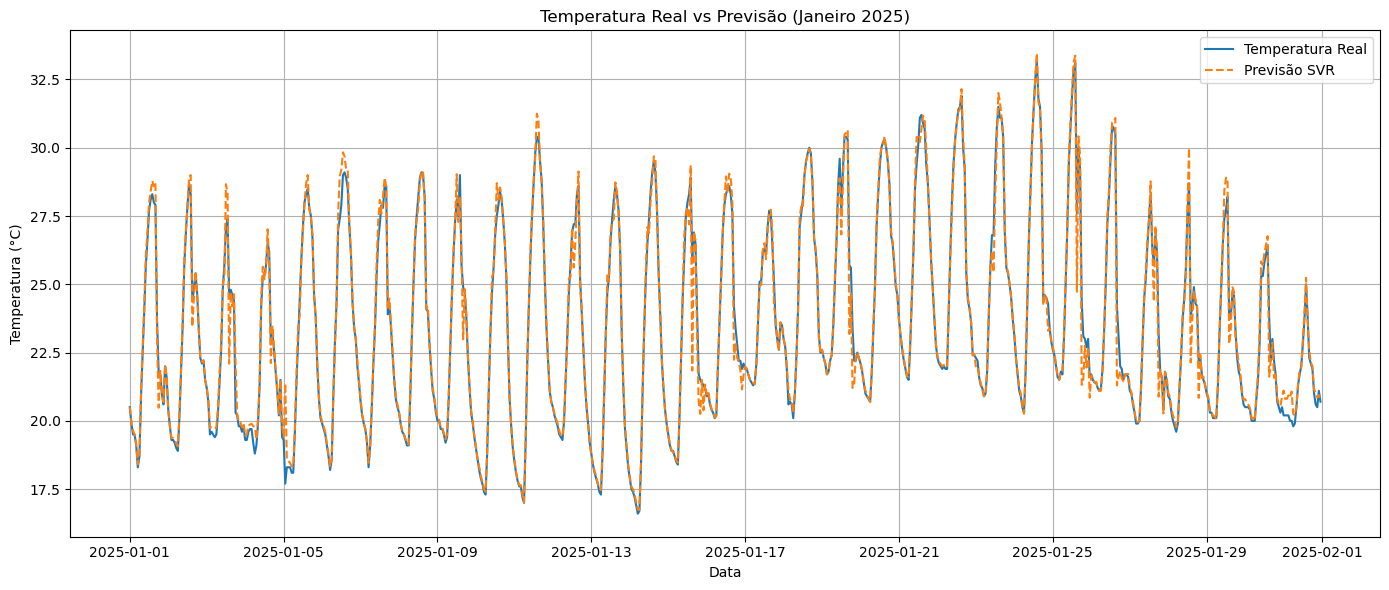 Temperatura Real vs Previsão (Janeiro 2025)
Temperatura Real
Previsão SVR
Temperatura (°C)
32.5
30.0
27.5
25.0
22.5
20.0
17.5
2025-01-01 2025-01-05 2025-01-09 2025-01-13 2025-01-17 2025-01-21 2025-01-25 2025-01-29 2025-02-01
Data